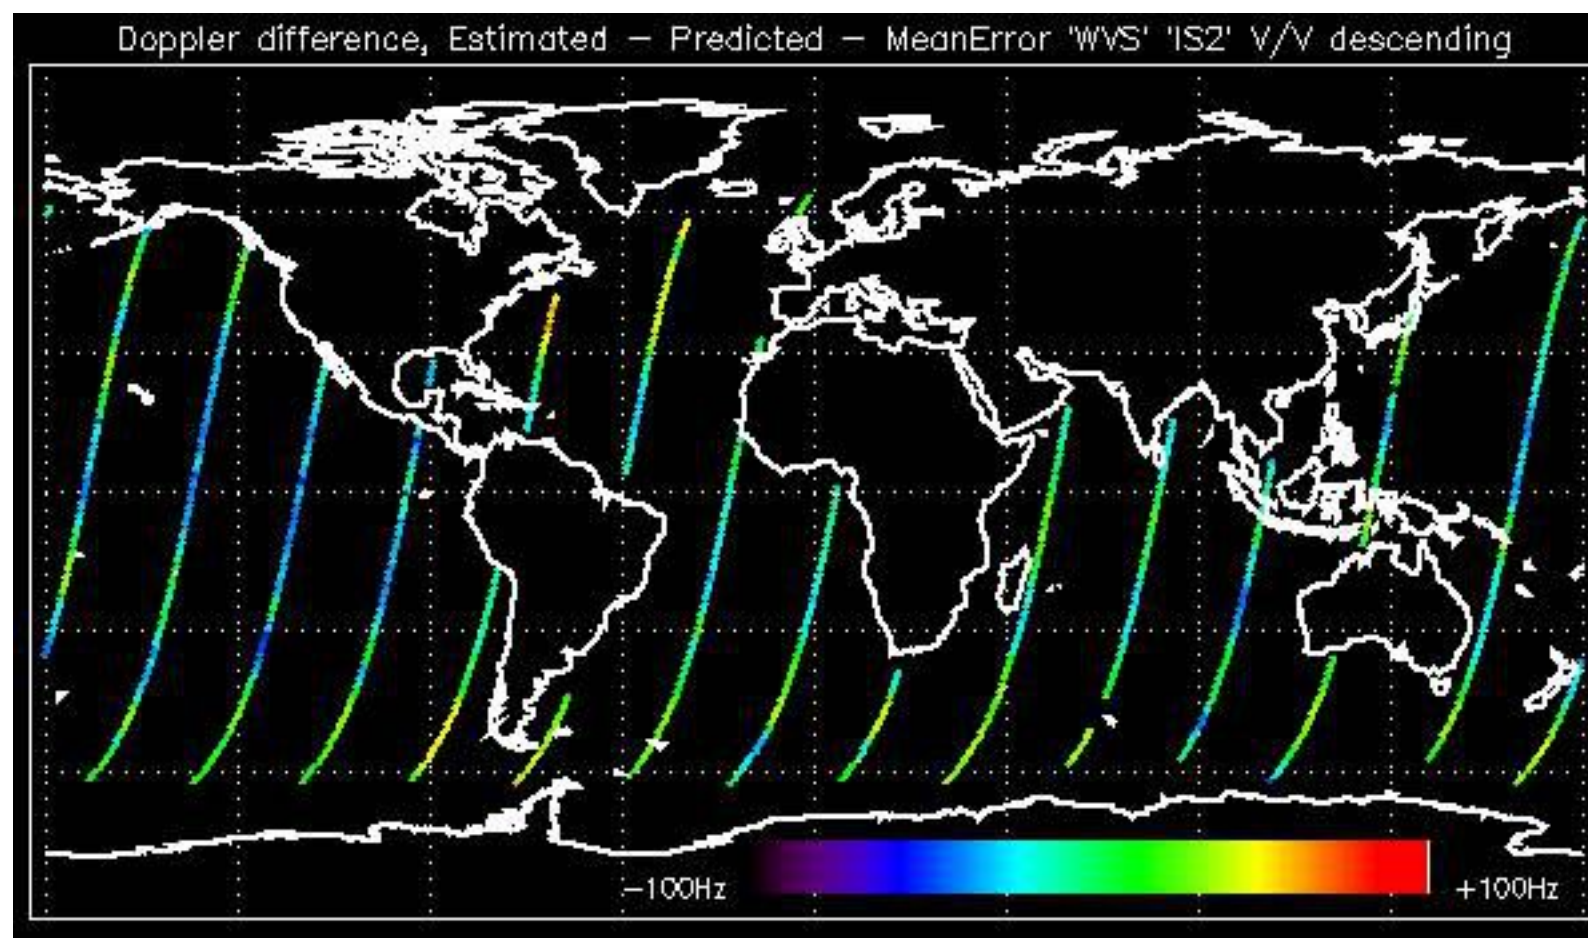 Doppler difference, Estimated - Predicted - MeanError 'WVS' 'IS2' V/V descending
-100Hz
+100Hz